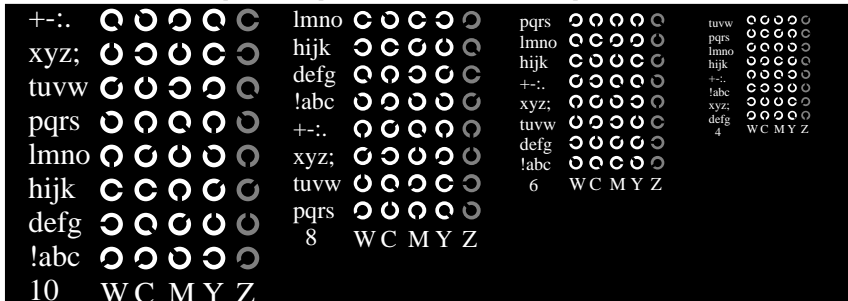 +-:.
xyz;
tuvw
pqrs
lmno
hijk
defg
!abc
10 W C M Y Z
lmno
hijk
defg
!abc
+-:.
xyz;
tuvw
pqrs
8 W C M Y Z
pqrs
lmno
hijk
+-:.
xyz;
tuvw
defg
!abc
6 W C M Y Z
tuvw
pqrs
lmno
hijk
+-:.
!abc
xyz;
defg
4 W C M Y Z